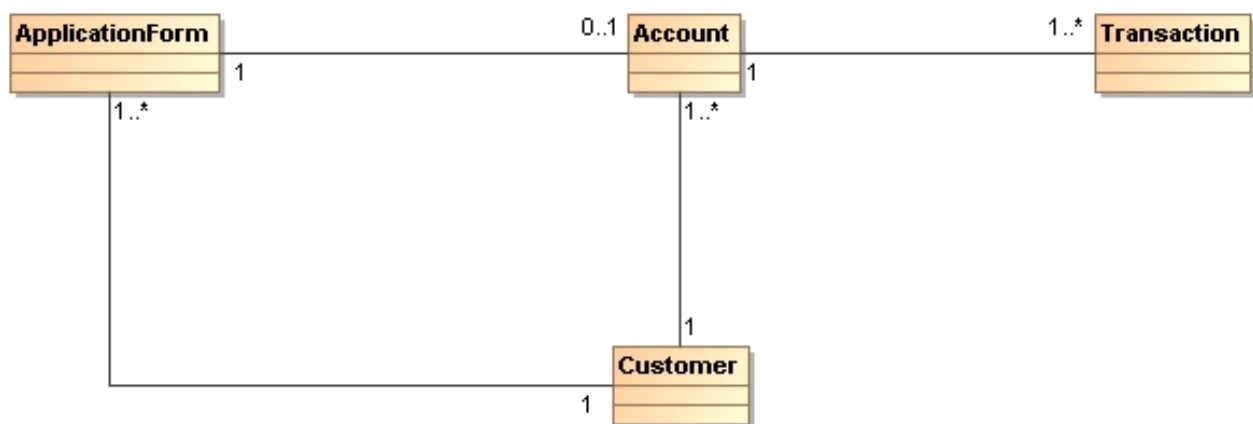 ApplicationForm
0..1
Account
1..*
Transaction
1
1
1..*
1..*
1
Customer
1